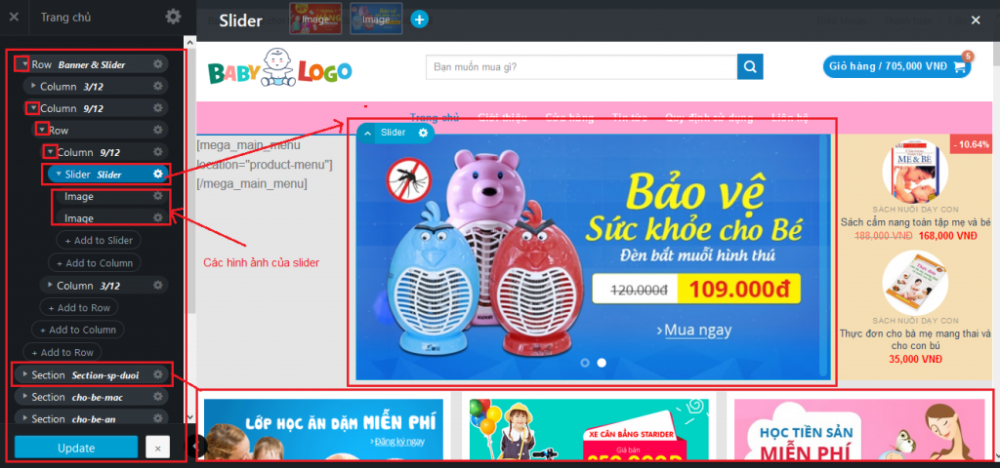 Trang chủ
Row Banner & Slider
Column 3/12
Column 9/12
Row
Column 9/12
Slider Slider
Image
Image
+ Add to Slider
+ Add to Column
Column 3/12
+ Add to Row
+ Add to Column
+ Add to Row
Section Section-sp-duoi
Section cho-be-mac
Section cho-be-an
Update
×
Các hình ảnh của slider
Slider
Image
Image
+
×
BABY LOGO
Bạn muốn mua gì?
Giỏ hàng / 705,000 VNĐ
5
Trang chủ Giới thiệu Cửa hàng Tin tức Quy định sử dụng Liên hệ
[mega_main_menu
location="product-menu"]
[/mega_main_menu]
Slider
Bảo vệ
Sức khỏe cho Bé
Đèn bắt muỗi hình thú
120.000đ 109.000đ
Mua ngay
- 10.64%
MẸ & BÉ
SÁCH NUÔI DẠY CON
Sách cẩm nang toàn tập mẹ và bé
188,000 VNĐ 168,000 VNĐ
SÁCH NUÔI DẠY CON
Thực đơn cho bà mẹ mang thai và
cho con bú
35,000 VNĐ
LỚP HỌC ĂN DẶM MIỄN PHÍ
Đăng ký ngay
XE CÂN BẰNG STARIDER
Giá bán
HỌC TIỀN SẢN
MIỄN PHÍ